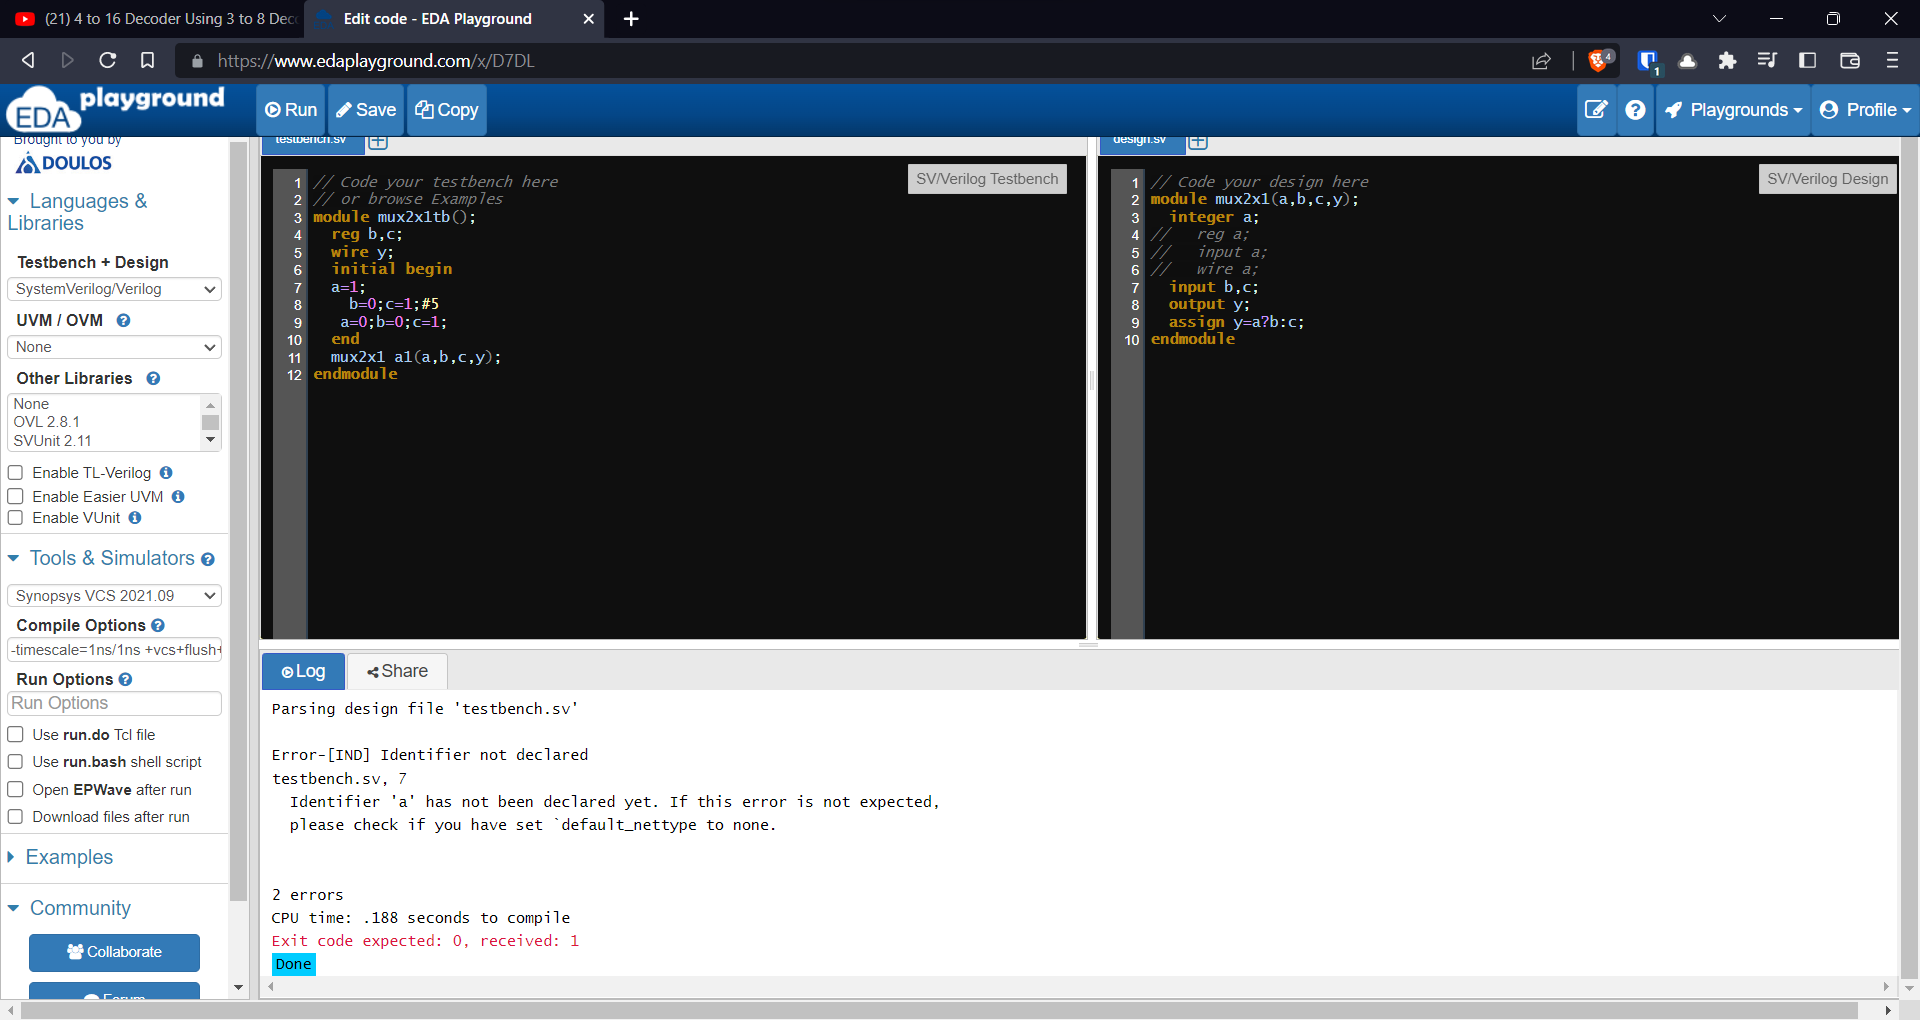 (21) 4 to 16 Decoder Using 3 to 8 Dec
Edit code - EDA Playground
https://www.edaplayground.com/x/D7DL
4
1
EDA playground
Run
Save
Copy
Playgrounds
Profile
Brought to you by
DOULOS
Languages & Libraries
Testbench + Design
SystemVerilog/Verilog
UVM / OVM
None
Other Libraries
None
OVL 2.8.1
SVUnit 2.11
Enable TL-Verilog
Enable Easier UVM
Enable VUnit
Tools & Simulators
Synopsys VCS 2021.09
Compile Options
-timescale=1ns/1ns +vcs+flush+
Run Options
Run Options
Use run.do Tcl file
Use run.bash shell script
Open EPWave after run
Download files after run
Examples
Community
Collaborate
Forum
testbench.sv
SV/Verilog Testbench
1 // Code your testbench here
2 // or browse Examples
3 module mux2x1tb();
4 reg b,c;
5 wire y;
6 initial begin
7 a=1;
8 b=0;c=1;#5
9 a=0;b=0;c=1;
10 end
11 mux2x1 a1(a,b,c,y);
12 endmodule
design.sv
SV/Verilog Design
1 // Code your design here
2 module mux2x1(a,b,c,y);
3 integer a;
4 // reg a;
5 // input a;
6 // wire a;
7 input b,c;
8 output y;
9 assign y=a?b:c;
10 endmodule
Log
Share
Parsing design file 'testbench.sv'
Error-[IND] Identifier not declared
testbench.sv, 7
Identifier 'a' has not been declared yet. If this error is not expected,
please check if you have set `default_nettype to none.
2 errors
CPU time: .188 seconds to compile
Exit code expected: 0, received: 1
Done